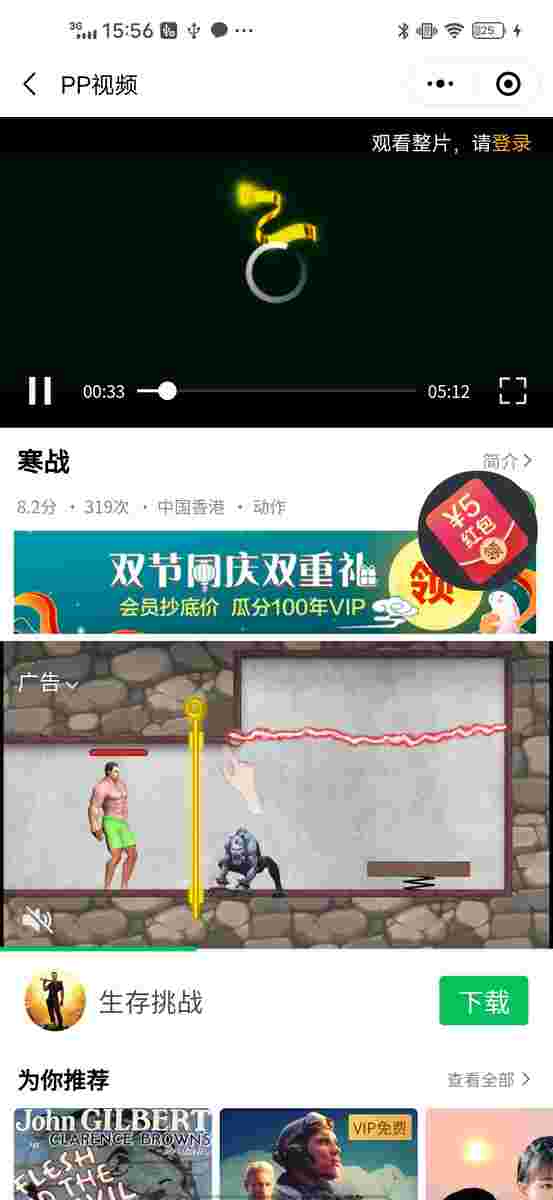 3G 15:56 25
PP视频
观看整片，请登录
00:33 05:12
寒战 简介
8.2分 · 319次 · 中国香港 · 动作
¥5
红包
领
双节同庆双重礼 领
会员抄底价 瓜分100年VIP
广告
生存挑战 下载
为你推荐 查看全部
John GILBERT
CLARENCE BROWN'S
VIP免费
FLESH